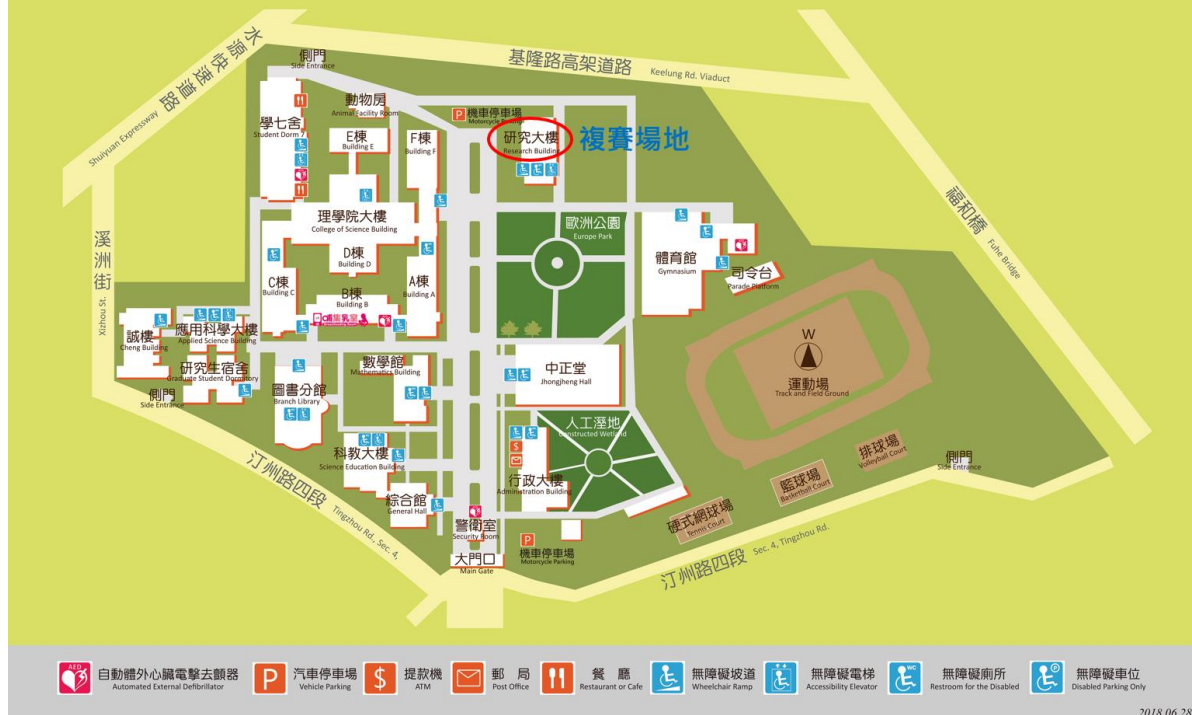 水源快速道路
Shuiyuan Expressway
基隆路高架道路
Keelung Rd. Viaduct
側門
Side Entrance
動物房
Animal Facility Room
P
機車停車場
Motorcycle Parking
學七舍
Student Dorm 7
E棟
Building E
F棟
Building F
研究大樓
Research Building
複賽場地
福和橋
Fuhe Bridge
理學院大樓
College of Science Building
歐洲公園
Europe Park
溪洲街
Xizhou St.
D棟
Building D
體育館
Gymnasium
司令台
Parade Platform
C棟
Building C
B棟
Building B
A棟
Building A
集乳室
誠樓
Cheng Building
應用科學大樓
Applied Science Building
研究生宿舍
Graduate Student Dormitory
側門
Side Entrance
圖書分館
Branch Library
數學館
Mathematics Building
中正堂
Jhongjheng Hall
W
運動場
Track and Field Ground
人工溼地
Constructed Wetland
科教大樓
Science Education Building
$
行政大樓
Administration Building
排球場
Volleyball Court
側門
Side Entrance
籃球場
Basketball Court
硬式網球場
Tennis Court
綜合館
General Hall
警衛室
Security Room
大門口
Main Gate
P
機車停車場
Motorcycle Parking
汀州路四段
Tingzhou Rd., Sec. 4,
汀州路四段
Sec. 4, Tingzhou Rd.
AED
自動體外心臟電擊去顫器
Automated External Defibrillator
P
汽車停車場
Vehicle Parking
$
提款機
ATM
郵 局
Post Office
餐 廳
Restaurant or Cafe
無障礙坡道
Wheelchair Ramp
無障礙電梯
Accessibility Elevator
WC
無障礙廁所
Restroom for the Disabled
P
無障礙車位
Disabled Parking Only
2018.06.28